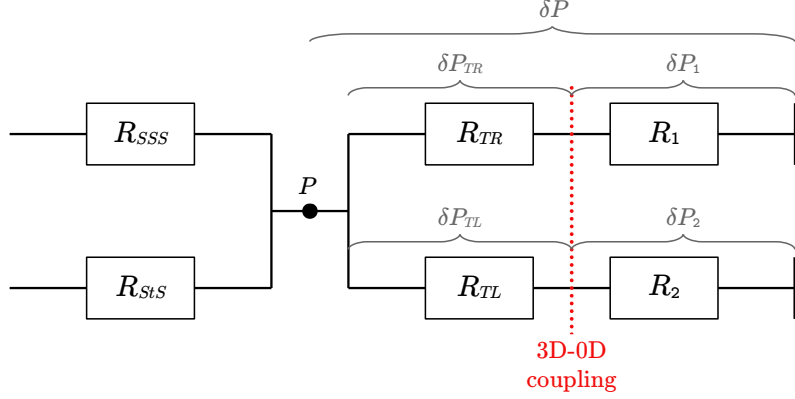 δP
δP_TR δP_1
R_SSS R_TR R_1
P
δP_TL δP_2
R_StS R_TL R_2
3D-0D
coupling